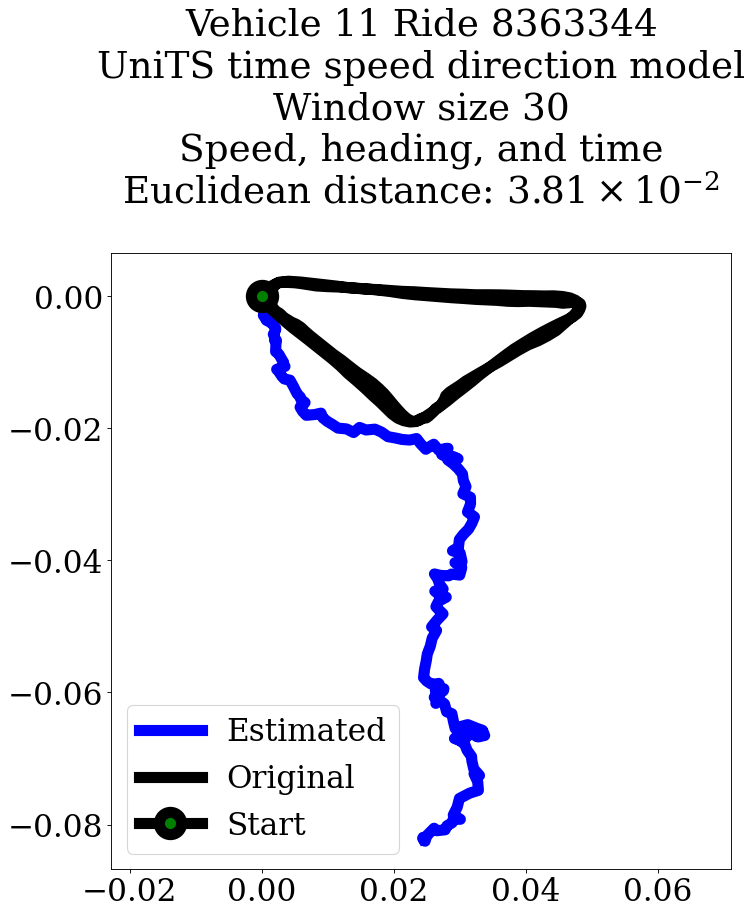 Vehicle 11 Ride 8363344
UniTS time speed direction model
Window size 30
Speed, heading, and time
Euclidean distance: 3.81 × 10⁻²
0.00
−0.02
−0.04
−0.06
−0.08
Estimated
Original
Start
−0.02 0.00 0.02 0.04 0.06